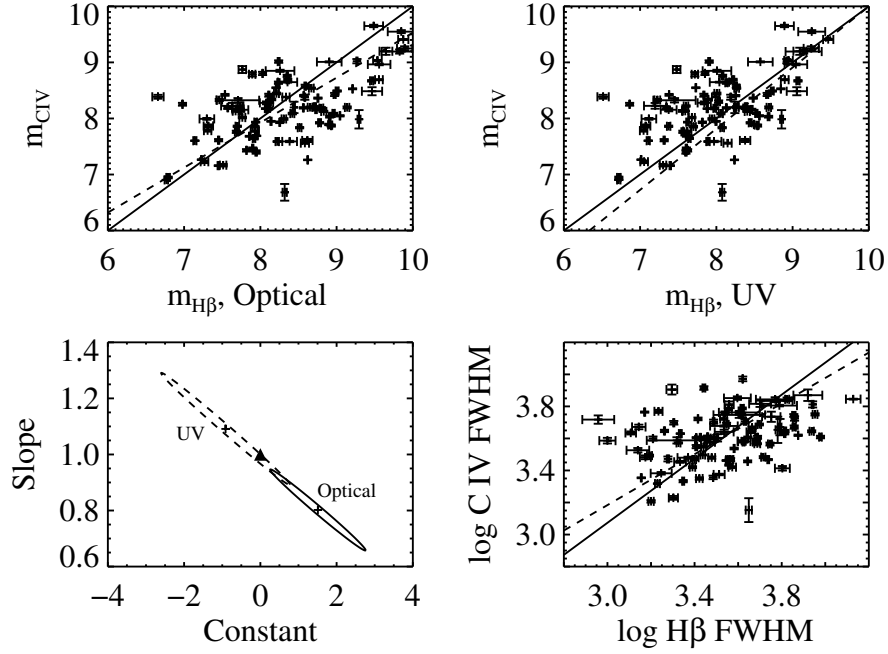 10
9
8
7
6
m_CIV
6 7 8 9 10
m_Hβ, Optical
10
9
8
7
6
m_CIV
6 7 8 9 10
m_Hβ, UV
1.4
1.2
1.0
0.8
0.6
Slope
UV
Optical
−4 −2 0 2 4
Constant
3.8
3.4
3.0
log C IV FWHM
3.0 3.4 3.8
log Hβ FWHM